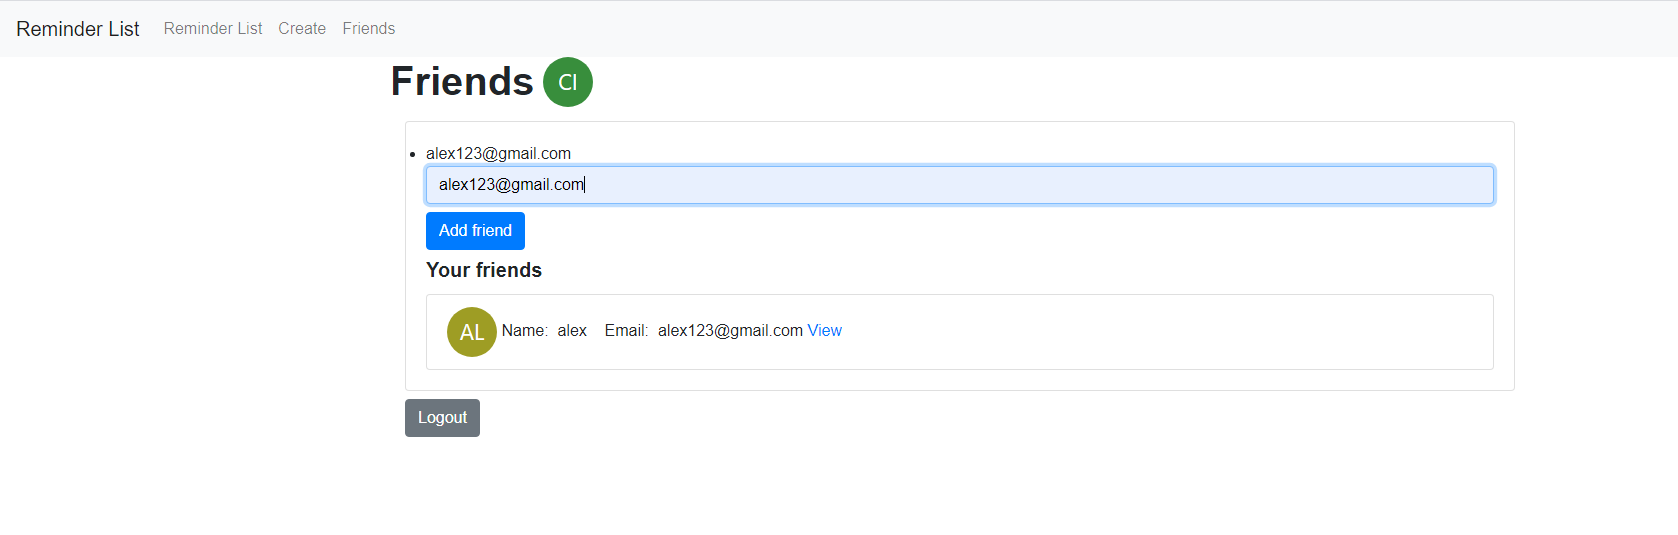 Reminder List Reminder List Create Friends
Friends CI
alex123@gmail.com
alex123@gmail.com
Add friend
Your friends
AL Name: alex Email: alex123@gmail.com View
Logout